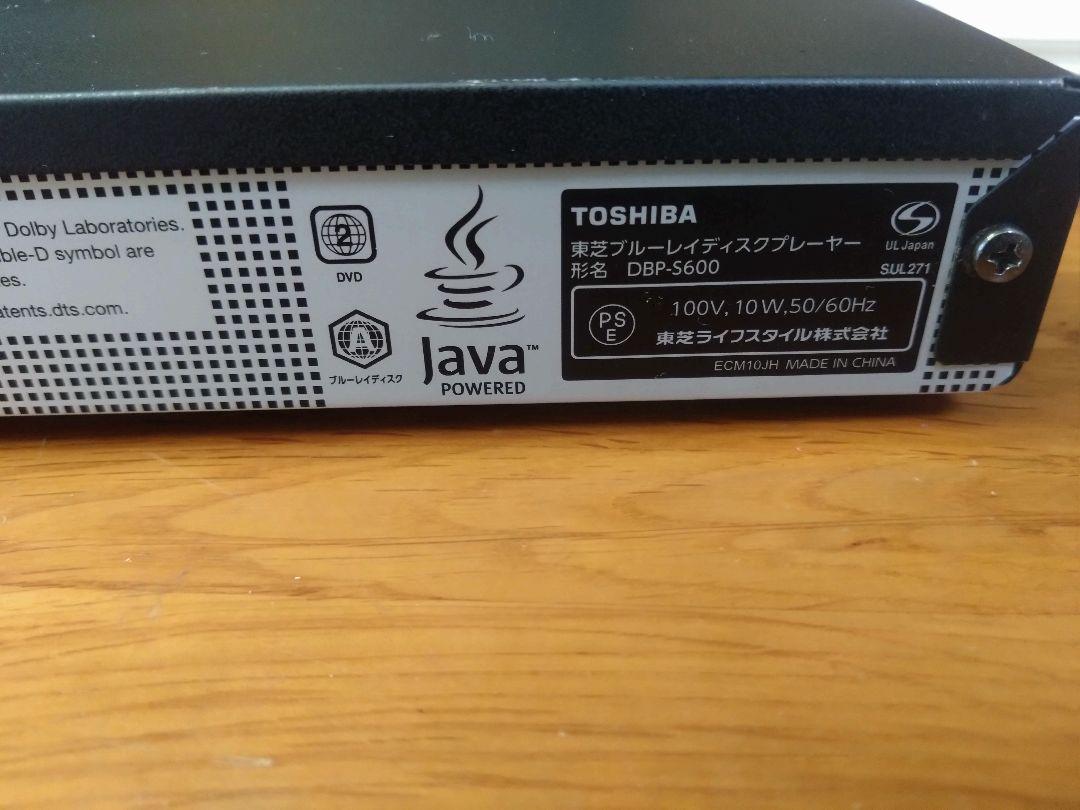 Dolby Laboratories.
ble-D symbol are
es.
atents.dts.com.
2
DVD
A
ブルーレイディスク
Java™
POWERED
TOSHIBA
東芝ブルーレイディスクプレーヤー
形名 DBP-S600
S
UL Japan
SUL271
PS
E
100V, 10W, 50/60Hz
東芝ライフスタイル株式会社
ECM10JH MADE IN CHINA